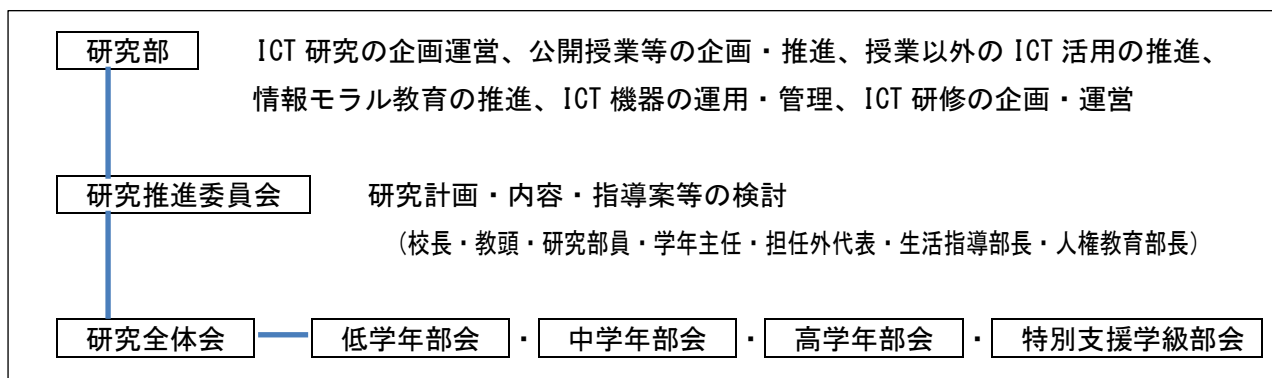 研究部 ICT 研究の企画運営、公開授業等の企画・推進、授業以外の ICT 活用の推進、
情報モラル教育の推進、ICT 機器の運用・管理、ICT 研修の企画・運営
研究推進委員会 研究計画・内容・指導案等の検討
（校長・教頭・研究部員・学年主任・担任外代表・生活指導部長・人権教育部長）
研究全体会 低学年部会 ・ 中学年部会 ・ 高学年部会 ・ 特別支援学級部会